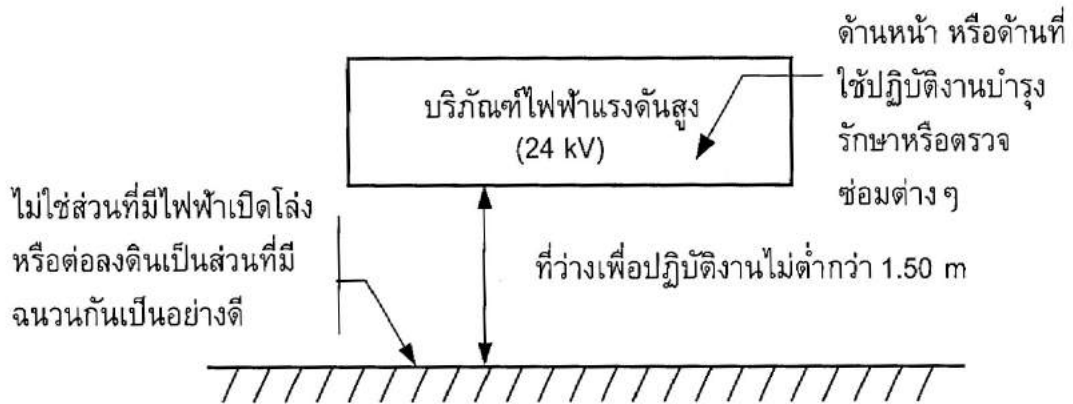 ด้านหน้า หรือด้านที่
ใช้ปฏิบัติงานบำรุง
รักษาหรือตรวจ
ซ่อมต่างๆ
บริภัณฑ์ไฟฟ้าแรงดันสูง
(24 kV)
ไม่ใช่ส่วนที่มีไฟฟ้าเปิดโล่ง
หรือต่อลงดินเป็นส่วนที่มี
ฉนวนกันเป็นอย่างดี
ที่ว่างเพื่อปฏิบัติงานไม่ต่ำกว่า 1.50 m